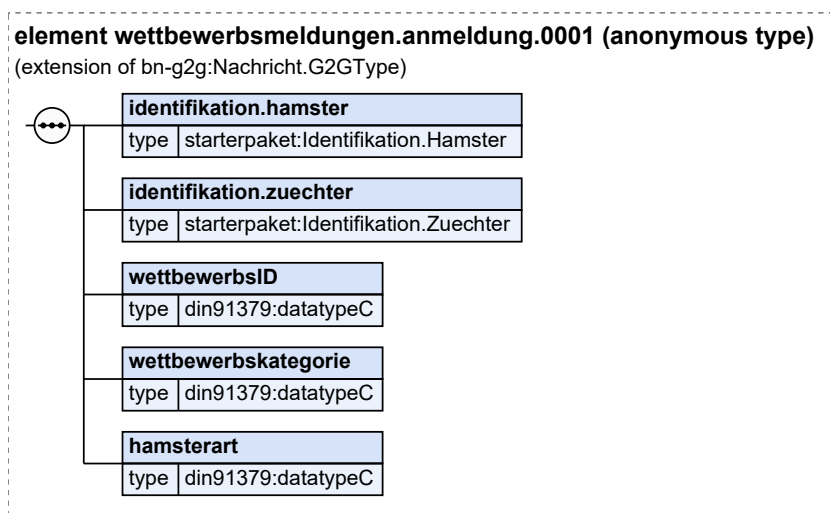 element wettbewerbsmeldungen.anmeldung.0001 (anonymous type)
(extension of bn-g2g:Nachricht.G2GType)
identifikation.hamster
type starterpaket:Identifikation.Hamster
identifikation.zuechter
type starterpaket:Identifikation.Zuechter
wettbewerbsID
type din91379:datatypeC
wettbewerbskategorie
type din91379:datatypeC
hamsterart
type din91379:datatypeC